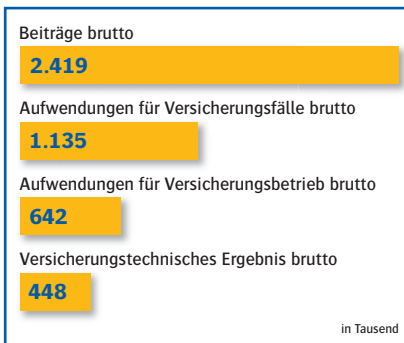 Beiträge brutto
2.419
Aufwendungen für Versicherungsfälle brutto
1.135
Aufwendungen für Versicherungsbetrieb brutto
642
Versicherungstechnisches Ergebnis brutto
448
in Tausend